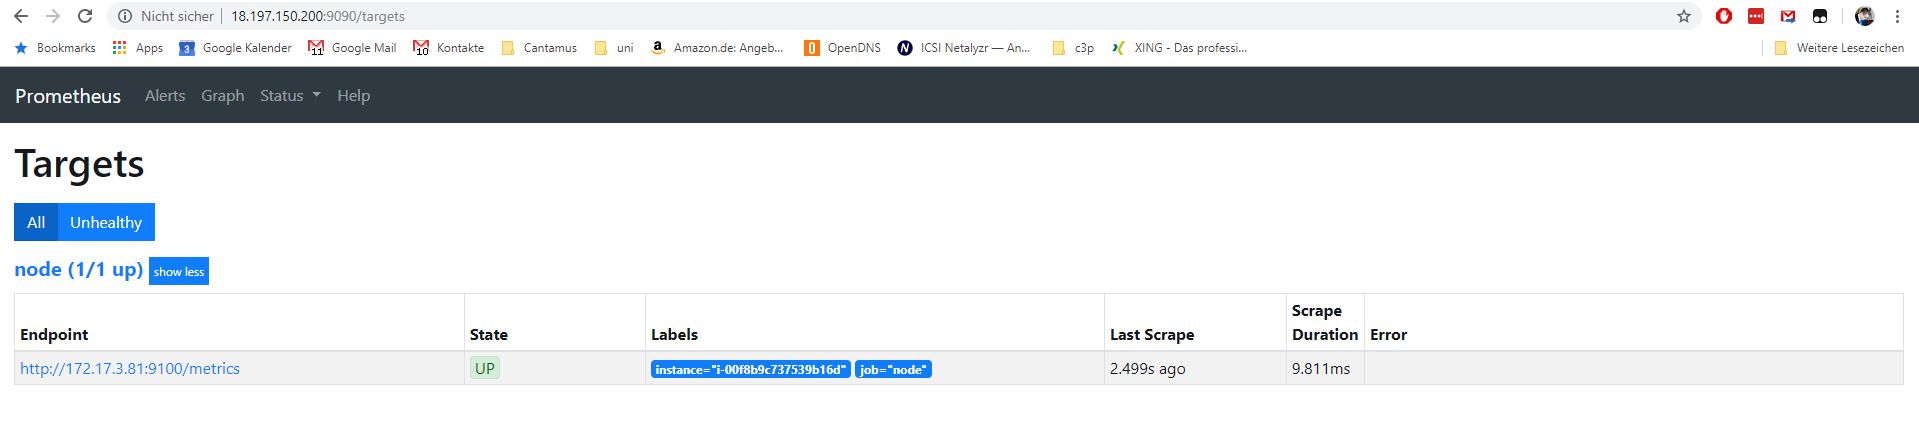 Nicht sicher 18.197.150.200:9090/targets
Bookmarks Apps 3 Google Kalender 11 Google Mail 10 Kontakte Cantamus uni a Amazon.de: Angeb... OpenDNS N ICSI Netalyzr — An... c3p XING - Das professi... Weitere Lesezeichen
Prometheus Alerts Graph Status Help
Targets
All Unhealthy
node (1/1 up) show less
Endpoint State Labels Last Scrape Scrape Duration Error
http://172.17.3.81:9100/metrics UP instance="i-00f8b9c737539b16d" job="node" 2.499s ago 9.811ms